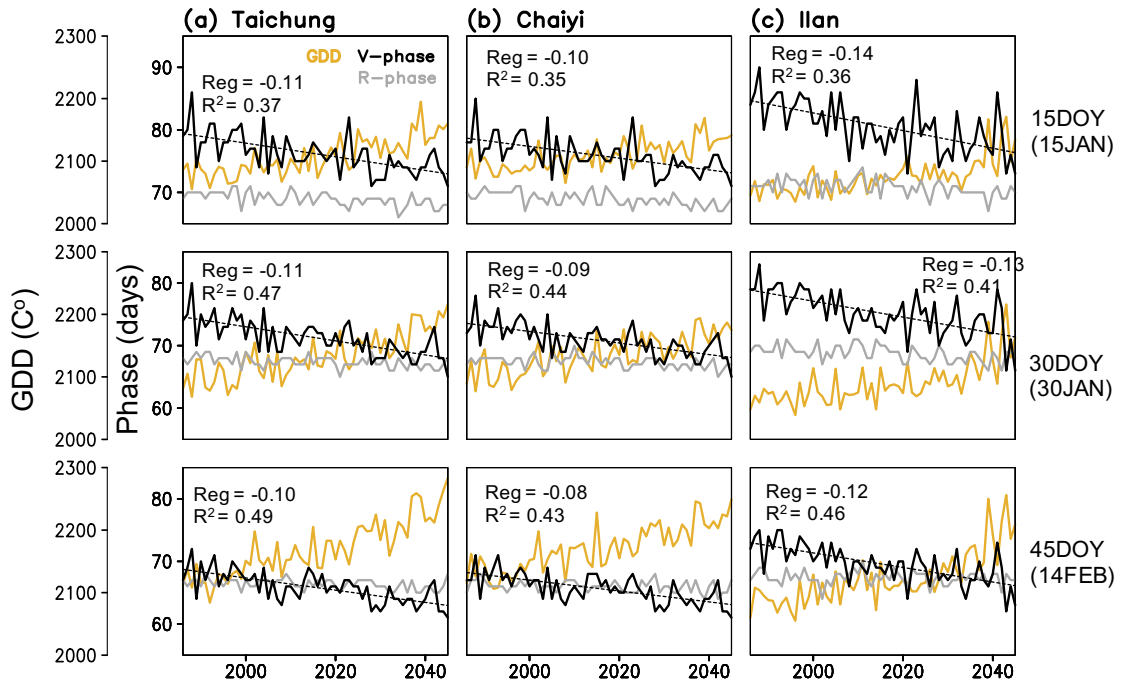 (a) Taichung
(b) Chaiyi
(c) Ilan
2300
2200
2100
2000
90
80
70
GDD V-phase
R-phase
Reg = -0.11
R² = 0.37
Reg = -0.10
R² = 0.35
Reg = -0.14
R² = 0.36
15DOY
(15JAN)
GDD (Cº)
Phase (days)
2300
2200
2100
2000
80
70
60
Reg = -0.11
R² = 0.47
Reg = -0.09
R² = 0.44
Reg = -0.13
R² = 0.41
30DOY
(30JAN)
2300
2200
2100
2000
80
70
60
Reg = -0.10
R² = 0.49
Reg = -0.08
R² = 0.43
Reg = -0.12
R² = 0.46
45DOY
(14FEB)
2000 2020 2040
2000 2020 2040
2000 2020 2040